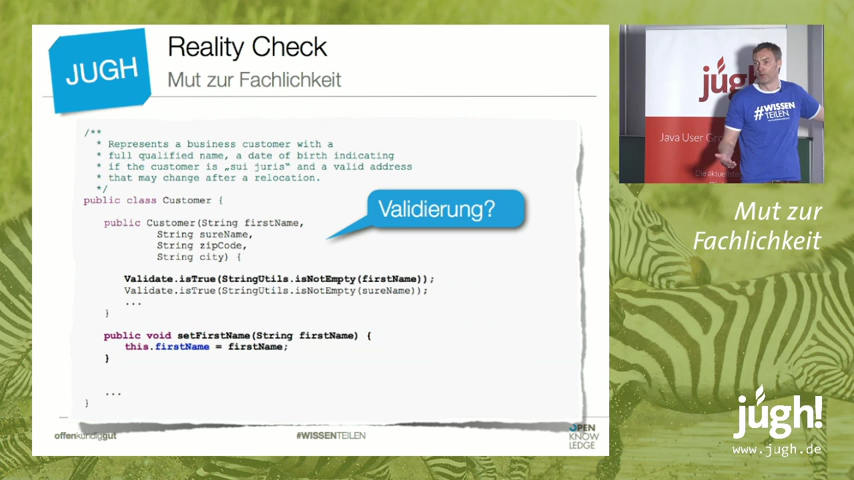 JUGH
Reality Check
Mut zur Fachlichkeit
/**
* Represents a business customer with a
* full qualified name, a date of birth indicating
* if the customer is „sui juris“ and a valid address
* that may change after a relocation.
*/
public class Customer {
public Customer(String firstName,
String sureName,
String zipCode,
String city) {
Validate.isTrue(StringUtils.isNotEmpty(firstName));
Validate.isTrue(StringUtils.isNotEmpty(sureName));
...
}
public void setFirstName(String firstName) {
this.firstName = firstName;
}
...
}
Validierung?
offenkundiggut
#WISSENTEILEN
OPEN
KNOW
LEDGE
jugh!
Java User Gro
#WISSEN
TEILEN
Mut zur
Fachlichkeit
jugh!
www.jugh.de